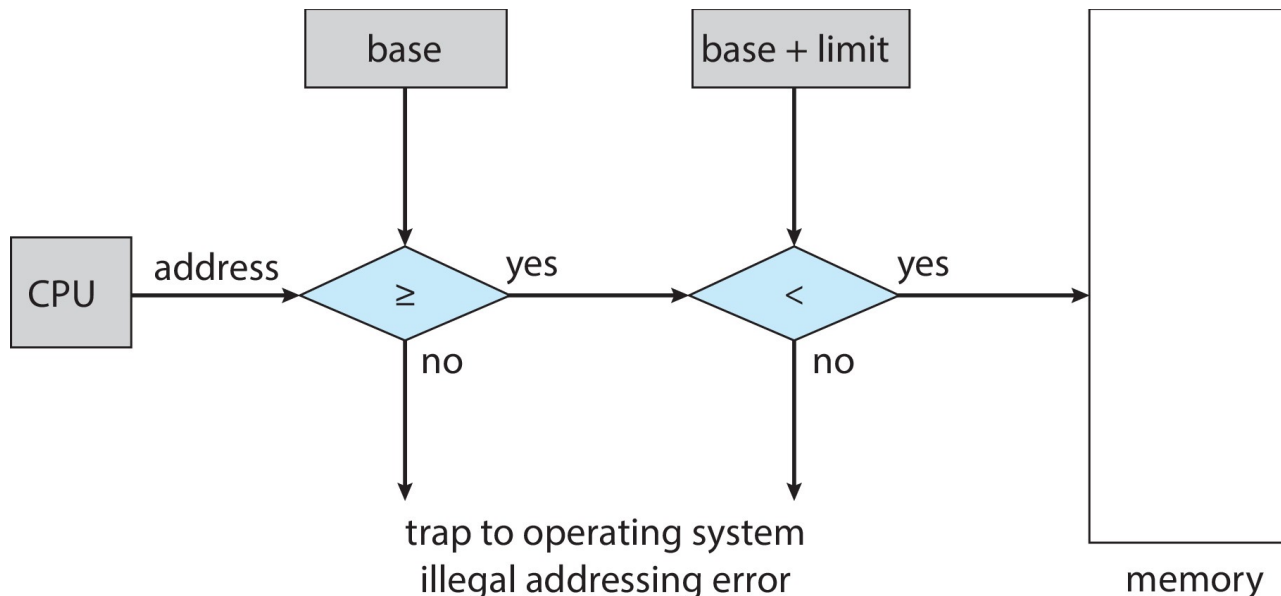 base
base + limit
CPU
address
≥
yes
<
yes
no
no
trap to operating system
illegal addressing error
memory